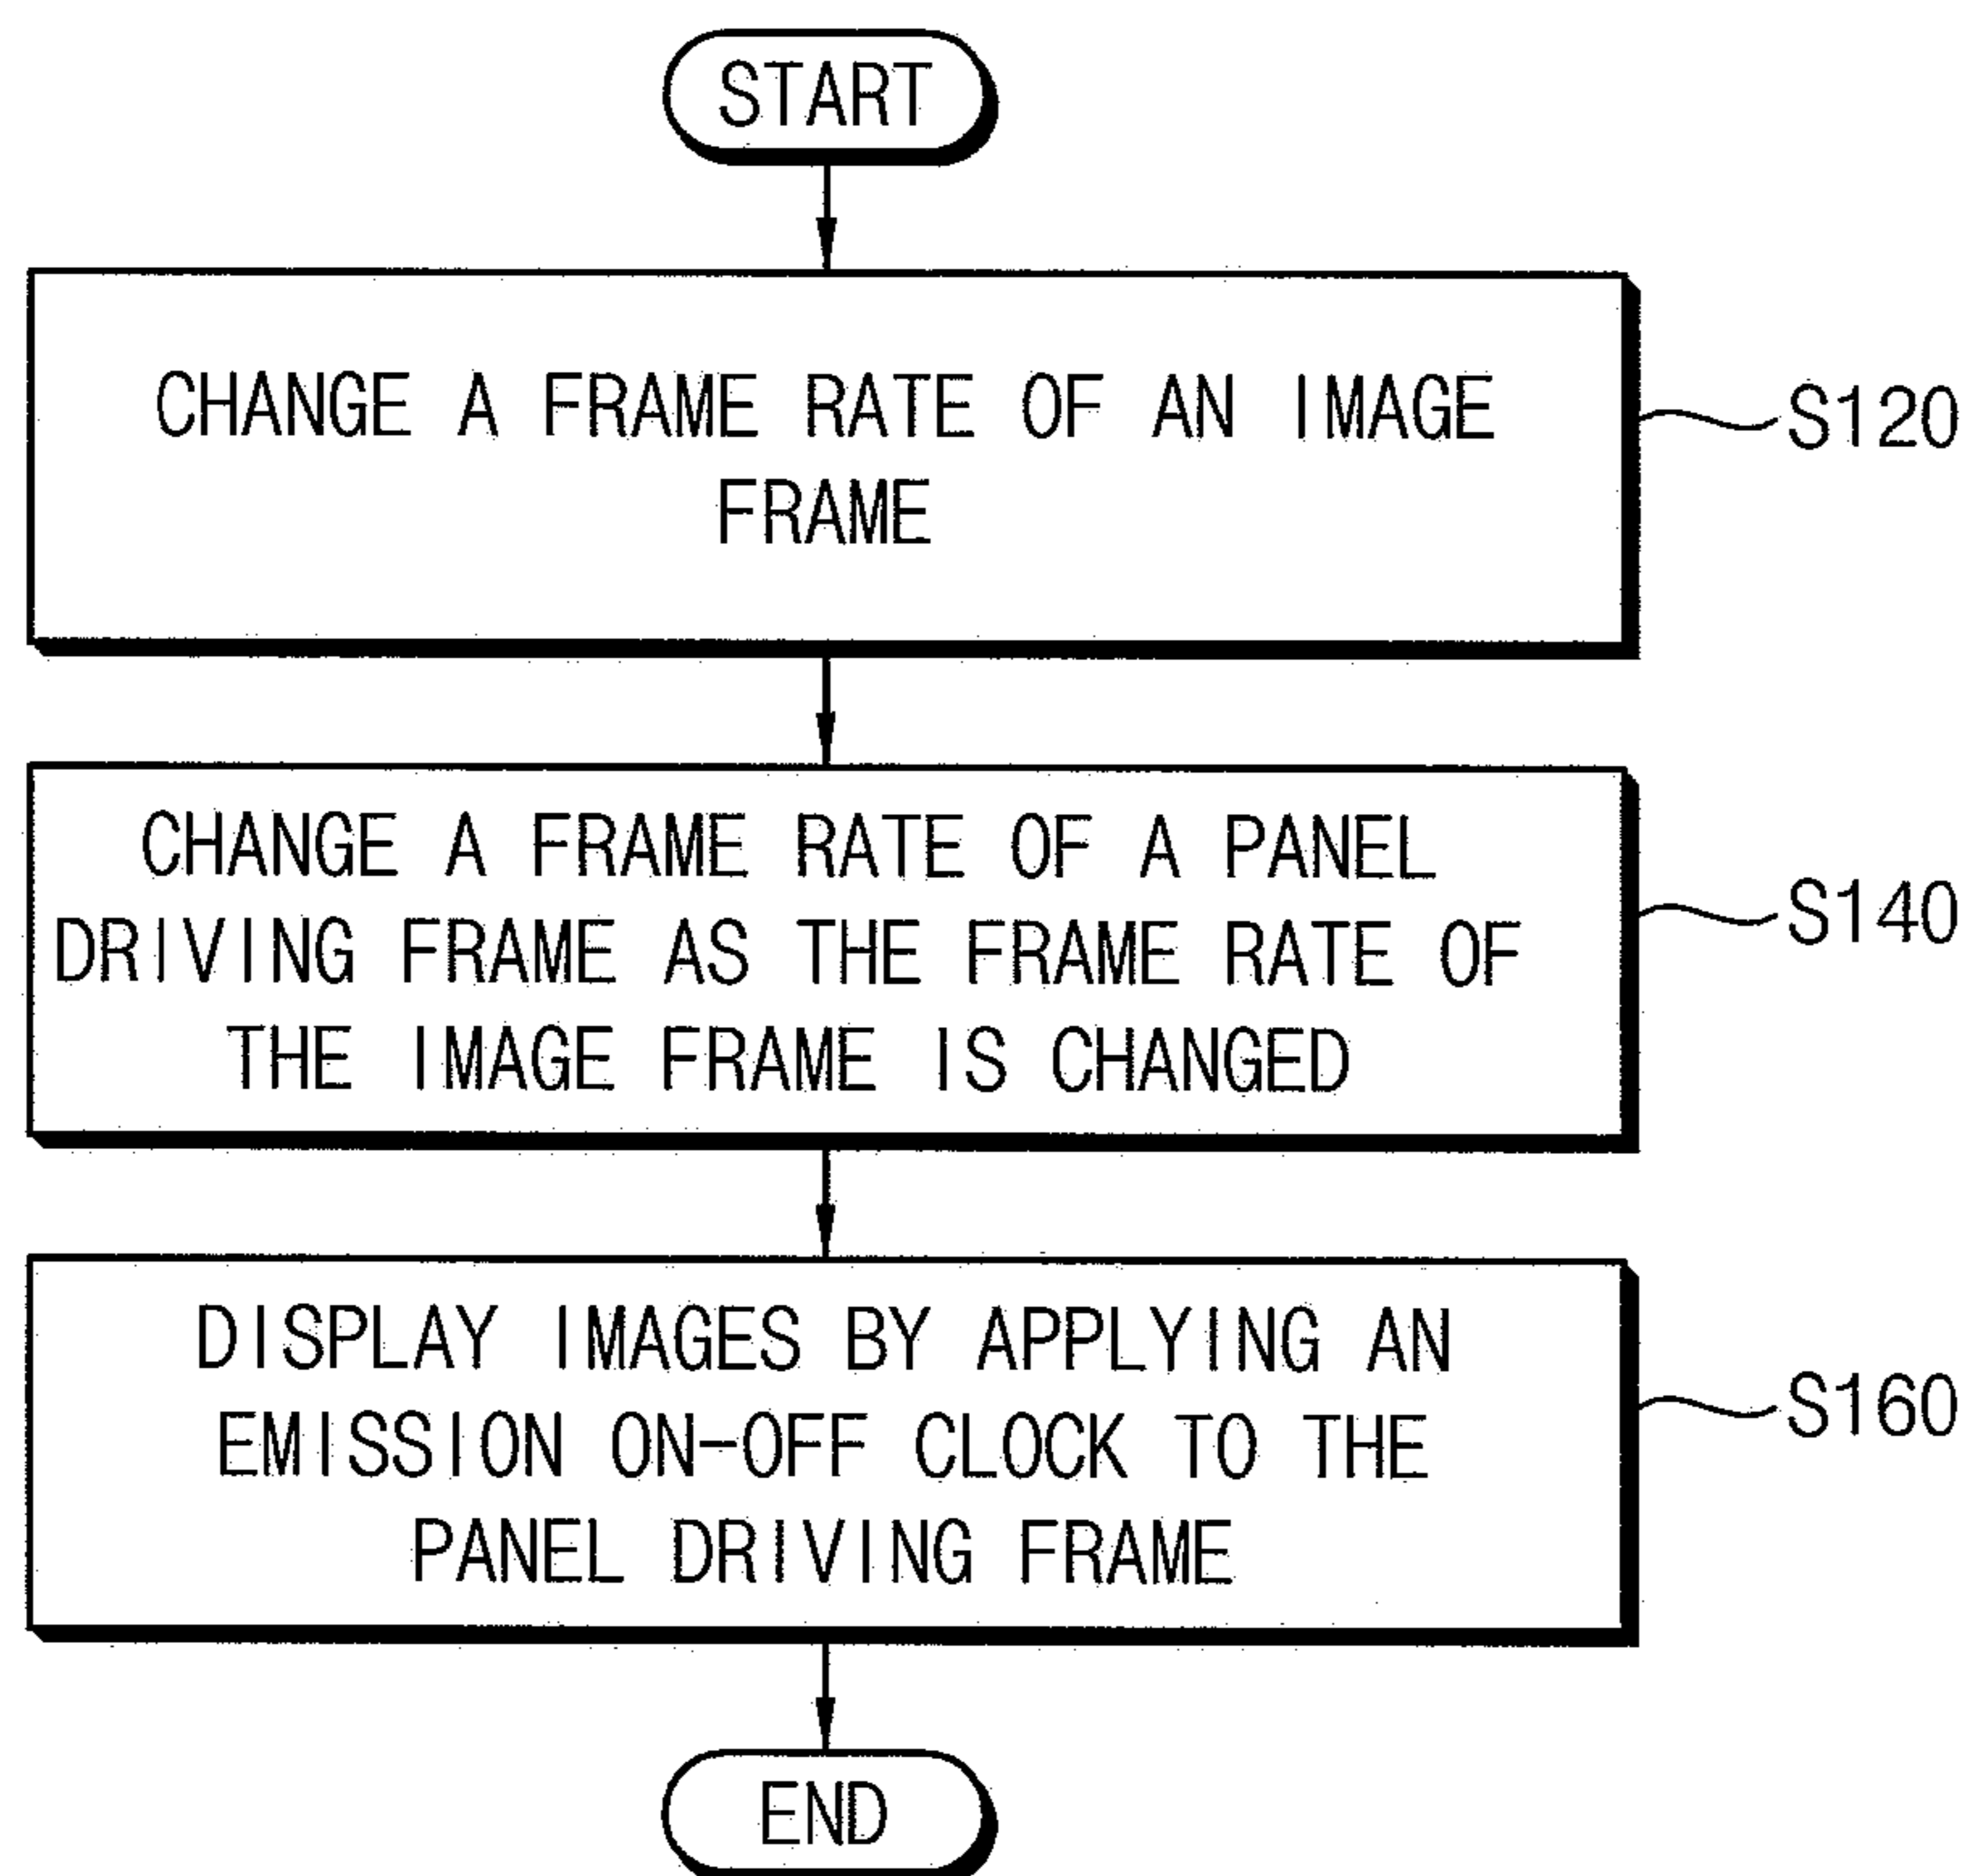 START
CHANGE A FRAME RATE OF AN IMAGE
FRAME
S120
CHANGE A FRAME RATE OF A PANEL
DRIVING FRAME AS THE FRAME RATE OF
THE IMAGE FRAME IS CHANGED
S140
DISPLAY IMAGES BY APPLYING AN
EMISSION ON-OFF CLOCK TO THE
PANEL DRIVING FRAME
S160
END